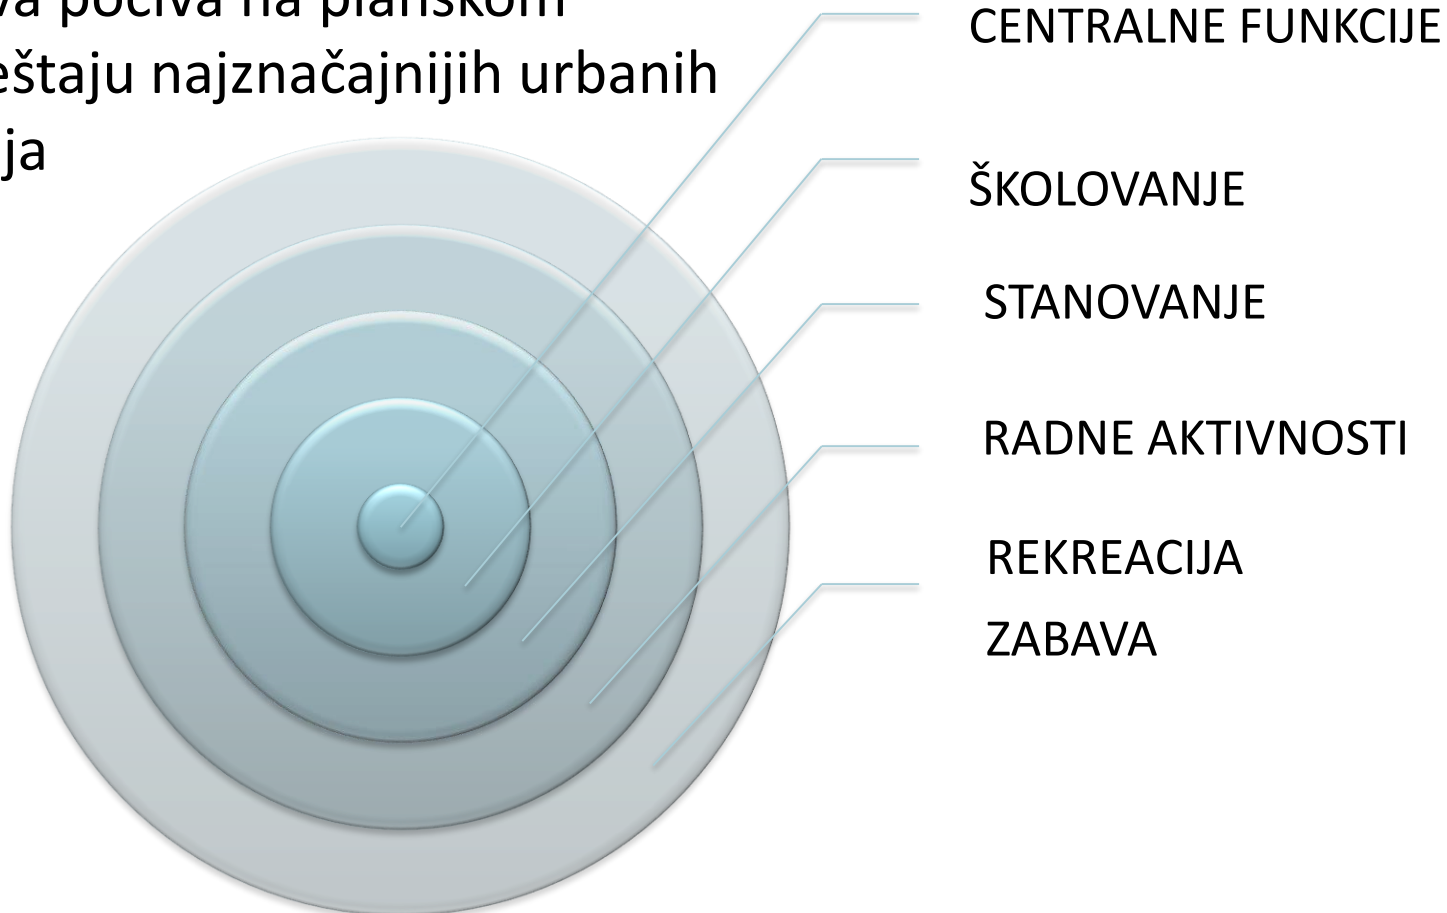 va počiva na planskom
eštaju najznačajnijih urbanih
ja
CENTRALNE FUNKCIJE
ŠKOLOVANJE
STANOVANJE
RADNE AKTIVNOSTI
REKREACIJA
ZABAVA